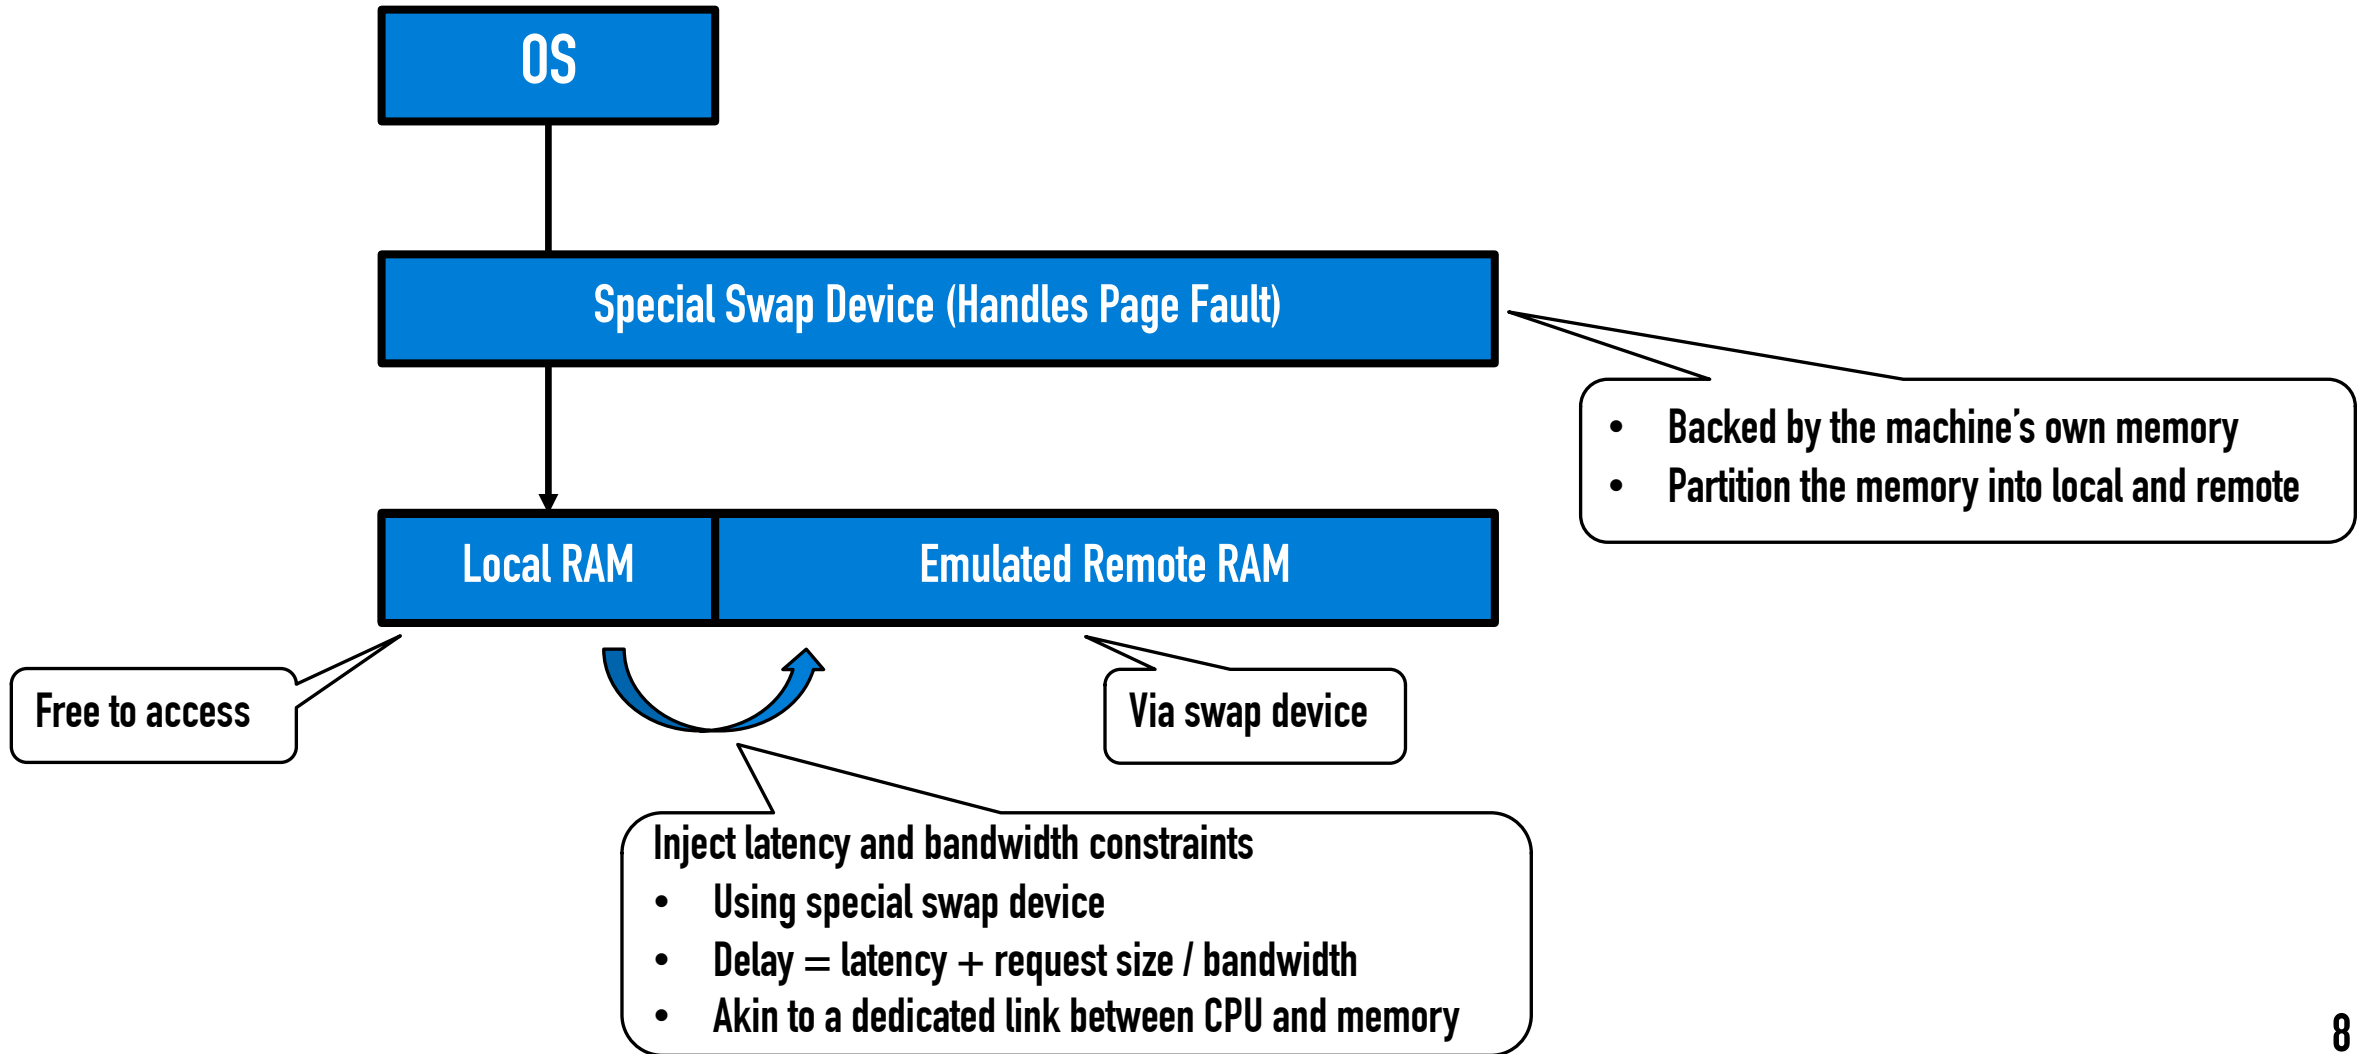 OS
Special Swap Device (Handles Page Fault)
• Backed by the machine's own memory
• Partition the memory into local and remote
Local RAM
Emulated Remote RAM
Free to access
Via swap device
Inject latency and bandwidth constraints
• Using special swap device
• Delay = latency + request size / bandwidth
• Akin to a dedicated link between CPU and memory
8